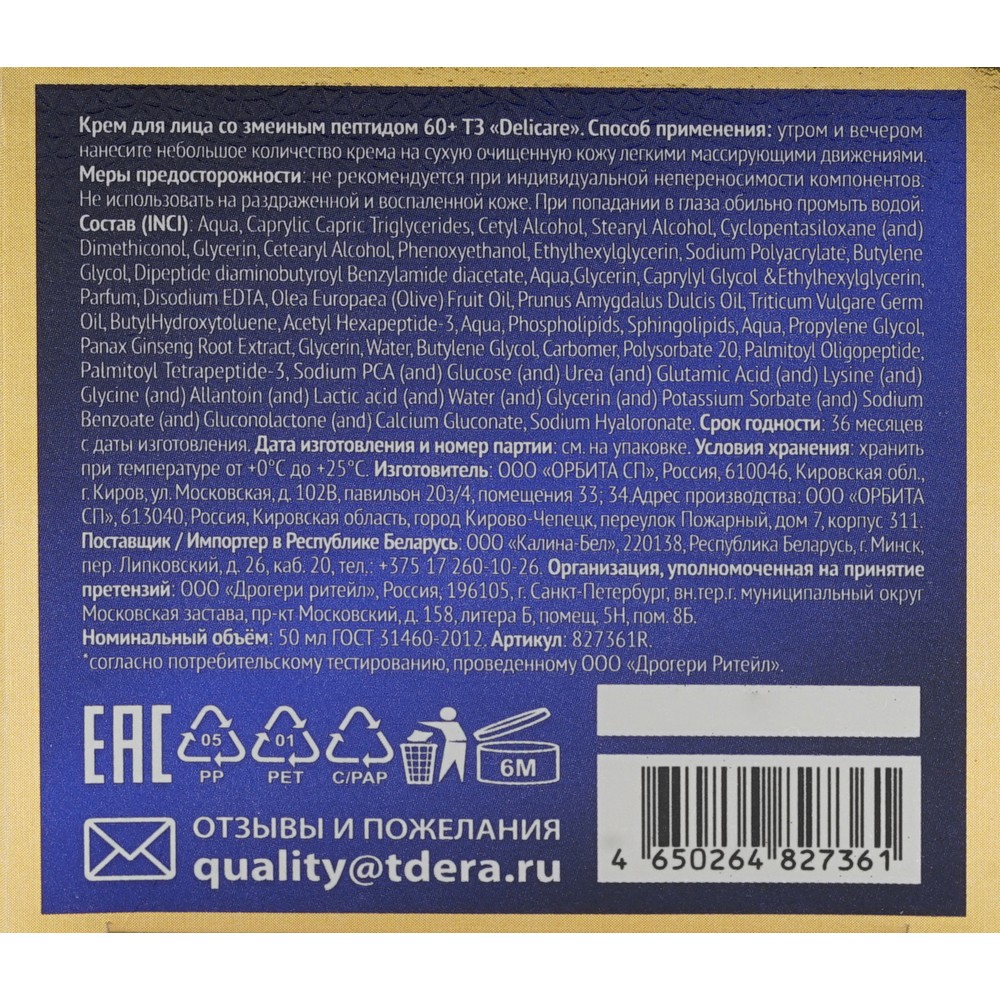 Крем для лица со змеиным пептидом 60+ ТЗ «Delicare». Способ применения: утром и вечером
нанесите небольшое количество крема на сухую очищенную кожу легкими массирующими движениями.
Меры предосторожности: не рекомендуется при индивидуальной непереносимости компонентов.
Не использовать на раздраженной и воспаленной коже. При попадании в глаза обильно промыть водой.
Состав (INCI): Aqua, Caprylic Capric Triglycerides, Cetyl Alcohol, Stearyl Alcohol, Cyclopentasiloxane (and)
Dimethiconol, Glycerin, Cetearyl Alcohol, Phenoxyethanol, Ethylhexylglycerin, Sodium Polyacrylate, Butylene
Glycol, Dipeptide diaminobutyroyl Benzylamide diacetate, Aqua,Glycerin, Caprylyl Glycol &Ethylhexylglycerin,
Parfum, Disodium EDTA, Olea Europaea (Olive) Fruit Oil, Prunus Amygdalus Dulcis Oil, Triticum Vulgare Germ
Oil, ButylHydroxytoluene, Acetyl Hexapeptide-3, Aqua, Phospholipids, Sphingolipids, Aqua, Propylene Glycol,
Panax Ginseng Root Extract, Glycerin, Water, Butylene Glycol, Carbomer, Polysorbate 20, Palmitoyl Oligopeptide,
Palmitoyl Tetrapeptide-3, Sodium PCA (and) Glucose (and) Urea (and) Glutamic Acid (and) Lysine (and)
Glycine (and) Allantoin (and) Lactic acid (and) Water (and) Glycerin (and) Potassium Sorbate (and) Sodium
Benzoate (and) Gluconolactone (and) Calcium Gluconate, Sodium Hyaloronate. Срок годности: 36 месяцев
с даты изготовления. Дата изготовления и номер партии: см. на упаковке. Условия хранения: хранить
при температуре от +0°С до +25°С. Изготовитель: ООО «ОРБИТА СП», Россия, 610046, Кировская обл.,
г. Киров, ул. Московская, д. 102В, павильон 20з/4, помещения 33; 34.Адрес производства: ООО «ОРБИТА
СП», 613040, Россия, Кировская область, город Кирово-Чепецк, переулок Пожарный, дом 7, корпус 311.
Поставщик / Импортер в Республике Беларусь: ООО «Калина-Бел», 220138, Республика Беларусь, г. Минск,
пер. Липковский, д. 26, каб. 20, тел,: +375 17 260-10-26. Организация, уполномоченная на принятие
претензий: ООО «Дрогери ритейл», Россия, 196105, г. Санкт-Петербург, вн.тер.г. муниципальный округ
Московская застава, пр-кт Московский, д. 158, литера Б, помещ. 5Н, пом. 8Б.
Номинальный объём: 50 мл ГОСТ 31460-2012. Артикул: 827361R.
*согласно потребительскому тестированию, проведенному ООО «Дрогери Ритейл».
EAC 05 PP 01 PET C/PAP 6M
ОТЗЫВЫ И ПОЖЕЛАНИЯ
quality@tdera.ru
4 650264 827361